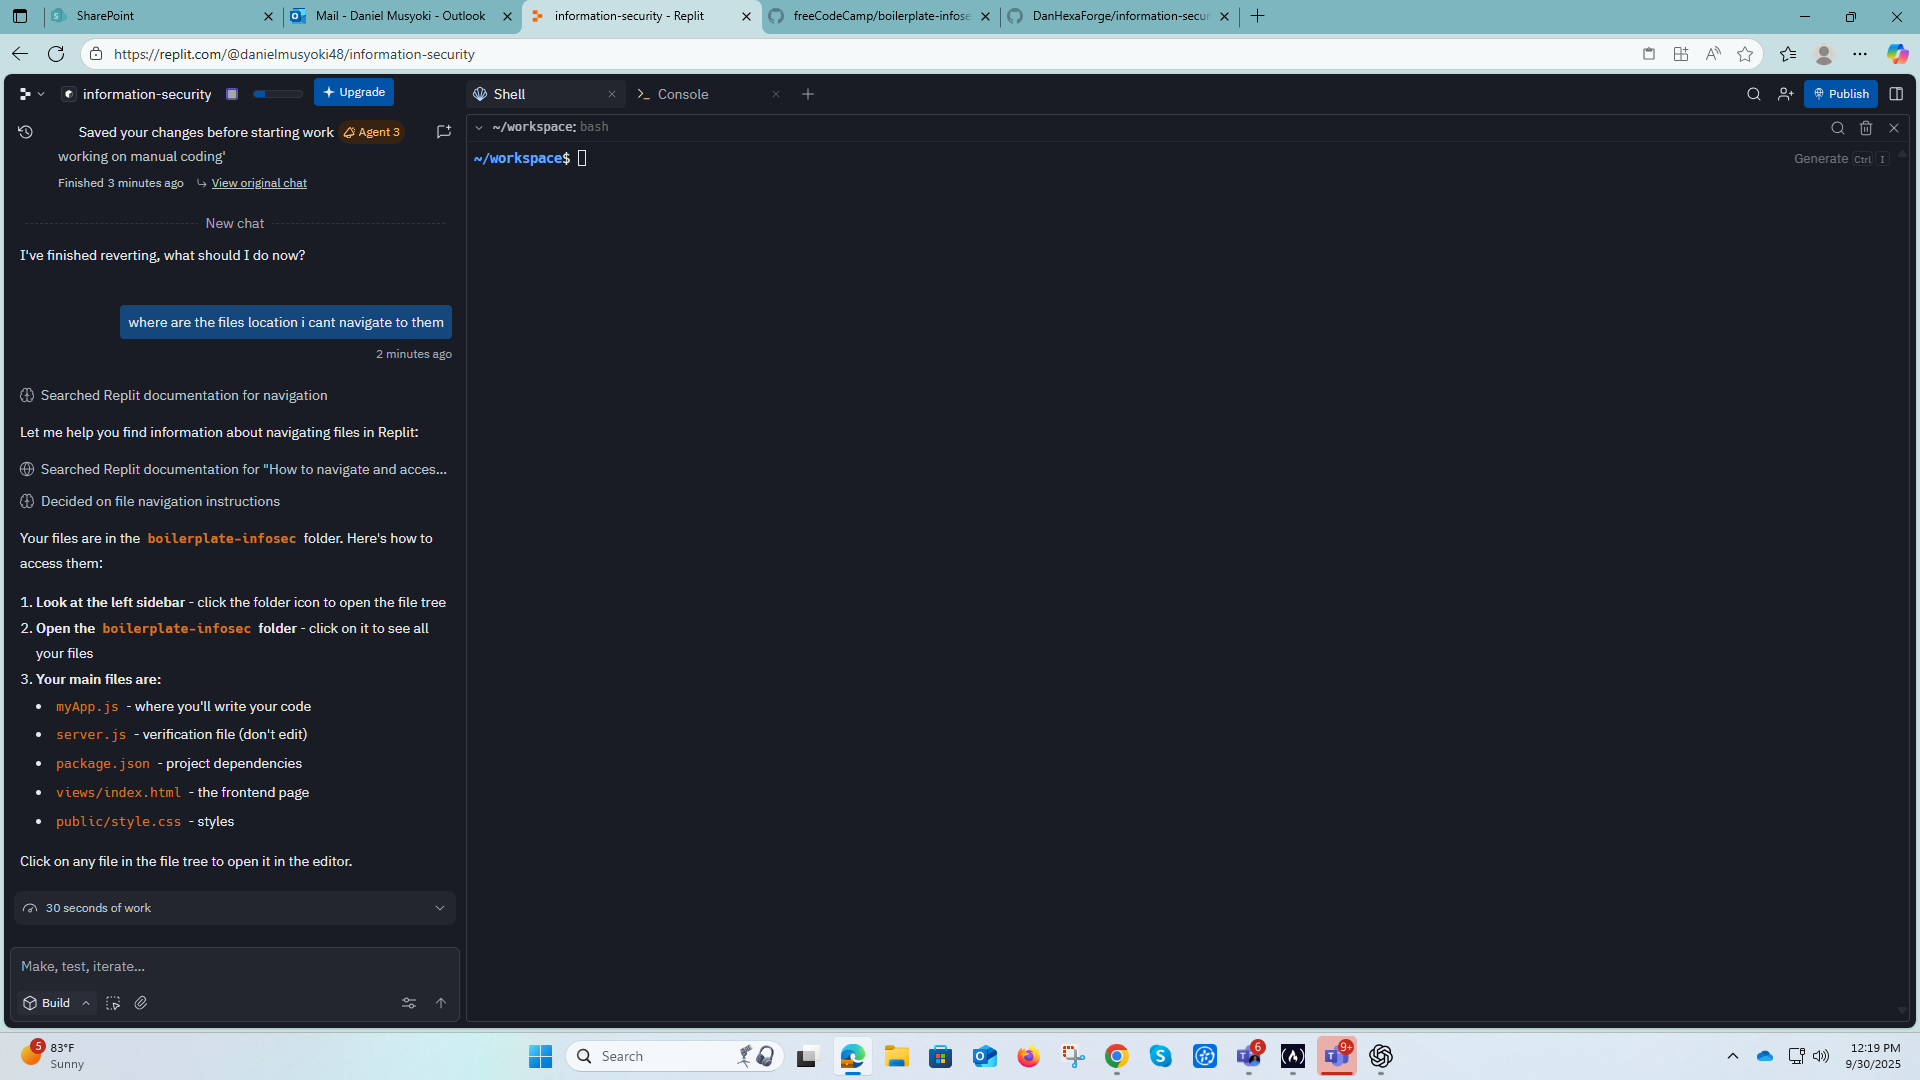 SharePoint
Mail - Daniel Musyoki - Outlook
information-security - Replit
freeCodeCamp/boilerplate-infose
DanHexaForge/information-secur
https://replit.com/@danielmusyoki48/information-security
information-security
Upgrade
Shell
Console
Publish
Saved your changes before starting work
Agent 3
working on manual coding'
Finished 3 minutes ago
View original chat
~/workspace: bash
~/workspace$
Generate Ctrl I
New chat
I've finished reverting, what should I do now?
where are the files location i cant navigate to them
2 minutes ago
Searched Replit documentation for navigation
Let me help you find information about navigating files in Replit:
Searched Replit documentation for "How to navigate and acces...
Decided on file navigation instructions
Your files are in the boilerplate-infosec folder. Here's how to
access them:
1. Look at the left sidebar - click the folder icon to open the file tree
2. Open the boilerplate-infosec folder - click on it to see all
your files
3. Your main files are:
• myApp.js - where you'll write your code
• server.js - verification file (don't edit)
• package.json - project dependencies
• views/index.html - the frontend page
• public/style.css - styles
Click on any file in the file tree to open it in the editor.
30 seconds of work
Make, test, iterate...
Build
5
83°F
Sunny
Search
6
9+
12:19 PM
9/30/2025